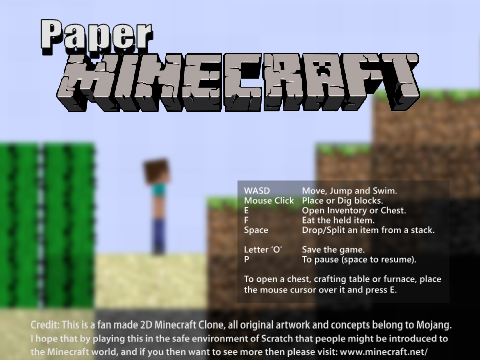 Paper
MINECRAFT
WASD Move, Jump and Swim.
Mouse Click Place or Dig blocks.
E Open Inventory or Chest.
F Eat the held item.
Space Drop/Split an item from a stack.
Letter 'O' Save the game.
P To pause (space to resume).
To open a chest, crafting table or furnace, place
the mouse cursor over it and press E.
Credit: This is a fan made 2D Minecraft Clone, all original artwork and concepts belong to Mojang.
I hope that by playing this in the safe environment of Scratch that people might be introduced to
the Minecraft world, and if you then want to see more then please visit: www.minecraft.net/